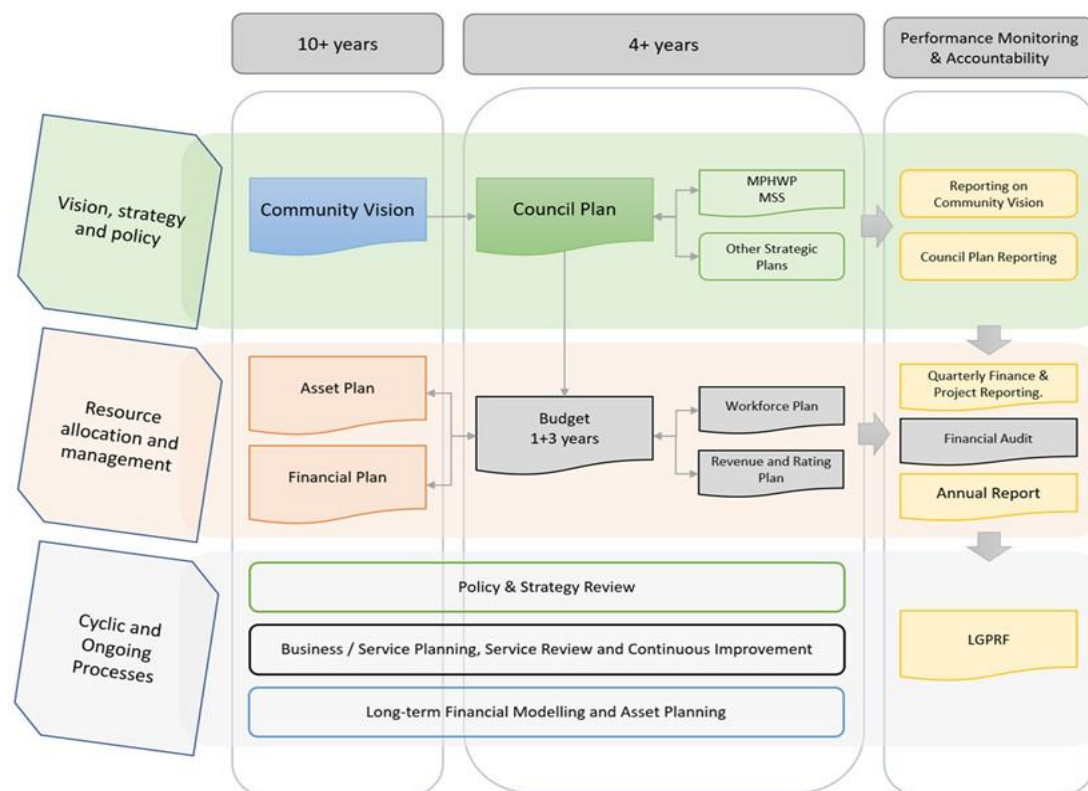 10+ years
4+ years
Performance Monitoring
& Accountability
Vision, strategy
and policy
Community Vision
Council Plan
MPHWP
MSS
Other Strategic
Plans
Reporting on
Community Vision
Council Plan Reporting
Resource
allocation and
management
Asset Plan
Financial Plan
Budget
1+3 years
Workforce Plan
Revenue and Rating
Plan
Quarterly Finance &
Project Reporting.
Financial Audit
Annual Report
Cyclic and
Ongoing
Processes
Policy & Strategy Review
Business / Service Planning, Service Review and Continuous Improvement
Long-term Financial Modelling and Asset Planning
LGPRF